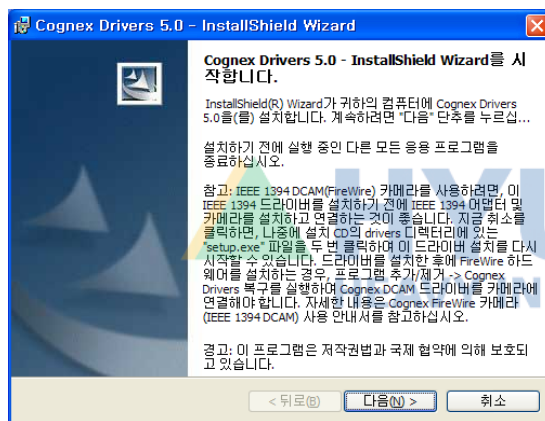 Cognex Drivers 5.0 - InstallShield Wizard
Cognex Drivers 5.0 - InstallShield Wizard를 시
작합니다.
InstallShield(R) Wizard가 귀하의 컴퓨터에 Cognex Drivers
5.0을(를) 설치합니다. 계속하려면 "다음" 단추를 누르십...
설치하기 전에 실행 중인 다른 모든 응용 프로그램을
종료하십시오.
참고: IEEE 1394 DCAM(FireWire) 카메라를 사용하려면, 이
IEEE 1394 드라이버를 설치하기 전에 IEEE 1394 어댑터 및
카메라를 설치하고 연결하는 것이 좋습니다. 지금 취소를
클릭하면, 나중에 설치 CD의 drivers 디렉터리에 있는
"setup.exe" 파일을 두 번 클릭하여 이 드라이버 설치를 다시
시작할 수 있습니다. 드라이버를 설치한 후에 FireWire 하드
웨어를 설치하는 경우, 프로그램 추가/제거 -> Cognex
Drivers 복구를 실행하여 Cognex DCAM 드라이버를 카메라에
연결해야 합니다. 자세한 내용은 Cognex FireWire 카메라
(IEEE 1394 DCAM) 사용 안내서를 참고하십시오.
경고: 이 프로그램은 저작권법과 국제 협약에 의해 보호되
고 있습니다.
< 뒤로(B) 다음(N) > 취소